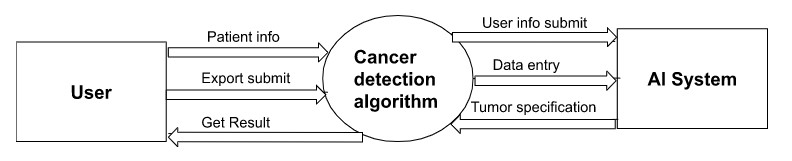 User
Patient info
Export submit
Get Result
Cancer
detection
algorithm
User info submit
Data entry
Tumor specification
AI System